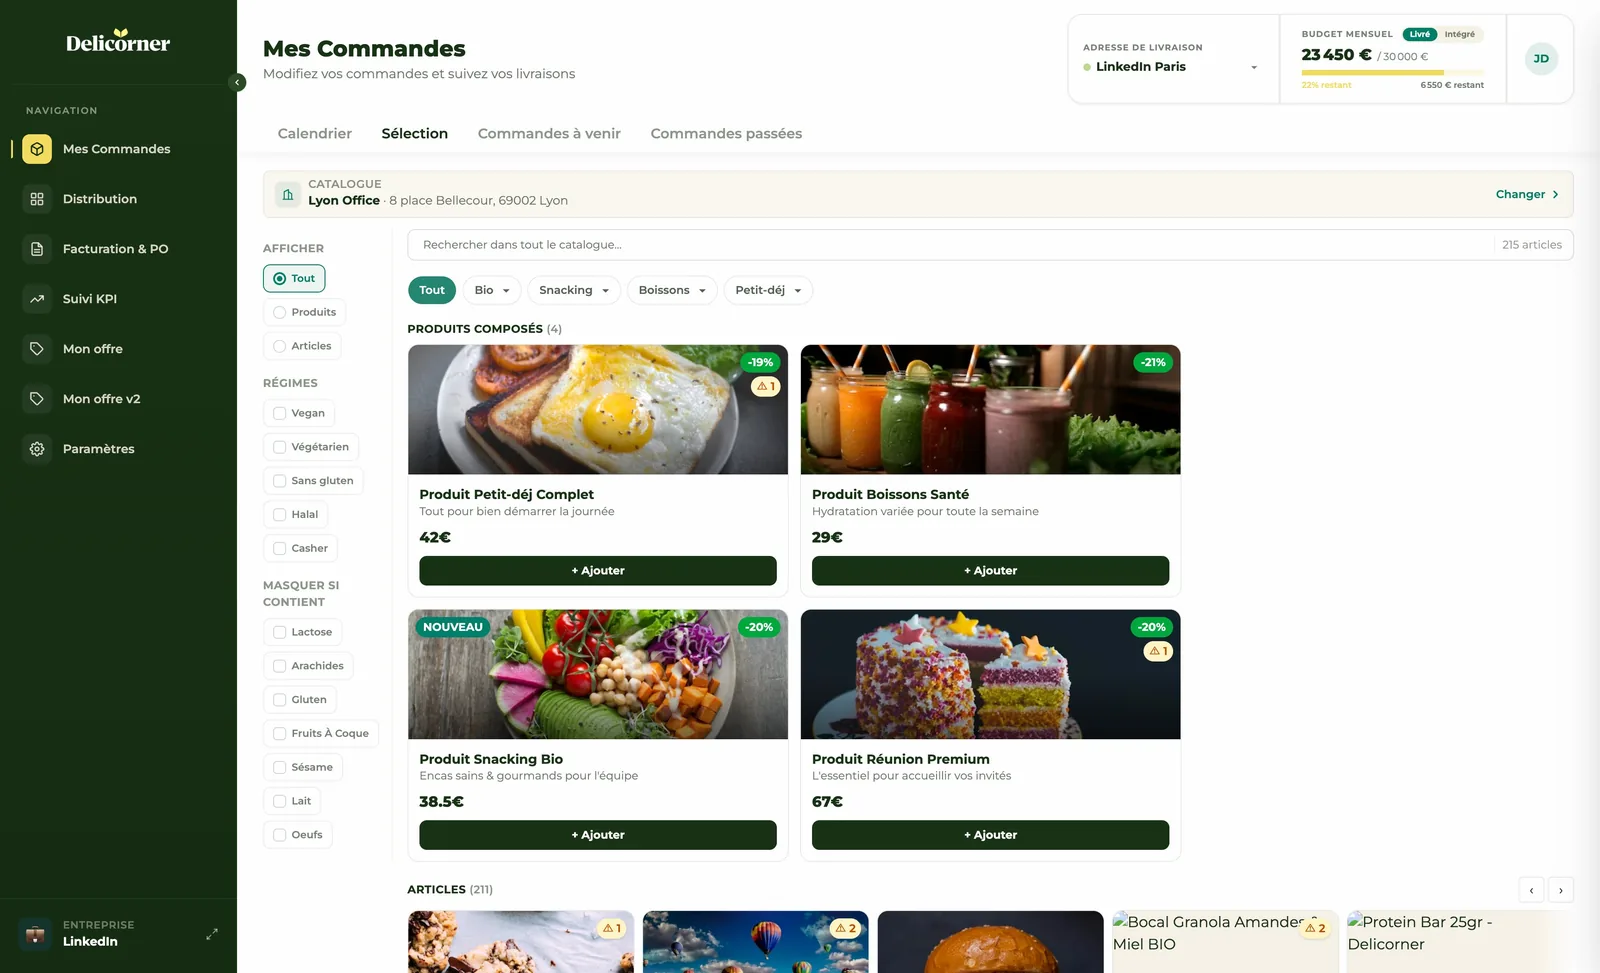 Delicorner
NAVIGATION
Mes Commandes
Distribution
Facturation & PO
Suivi KPI
Mon offre
Mon offre v2
Paramètres
ENTREPRISE
LinkedIn
Mes Commandes
Modifiez vos commandes et suivez vos livraisons
ADRESSE DE LIVRAISON
LinkedIn Paris
BUDGET MENSUEL Livré Intégré
23 450 € / 30 000 €
22% restant 6 550 € restant
JD
Calendrier Sélection Commandes à venir Commandes passées
CATALOGUE
Lyon Office · 8 place Bellecour, 69002 Lyon
Changer
AFFICHER
Tout
Produits
Articles
RÉGIMES
Vegan
Végétarien
Sans gluten
Halal
Casher
MASQUER SI
CONTIENT
Lactose
Arachides
Gluten
Fruits À Coque
Sésame
Lait
Oeufs
Rechercher dans tout le catalogue... 215 articles
Tout Bio Snacking Boissons Petit-déj
PRODUITS COMPOSÉS (4)
-19%
1
Produit Petit-déj Complet
Tout pour bien démarrer la journée
42€
+ Ajouter
-21%
Produit Boissons Santé
Hydratation variée pour toute la semaine
29€
+ Ajouter
NOUVEAU
-20%
Produit Snacking Bio
Encas sains & gourmands pour l'équipe
38.5€
+ Ajouter
-20%
1
Produit Réunion Premium
L'essentiel pour accueillir vos invités
67€
+ Ajouter
ARTICLES (211)
1
2
Bocal Granola Amandes &
Miel BIO
2
Protein Bar 25gr -
Delicorner